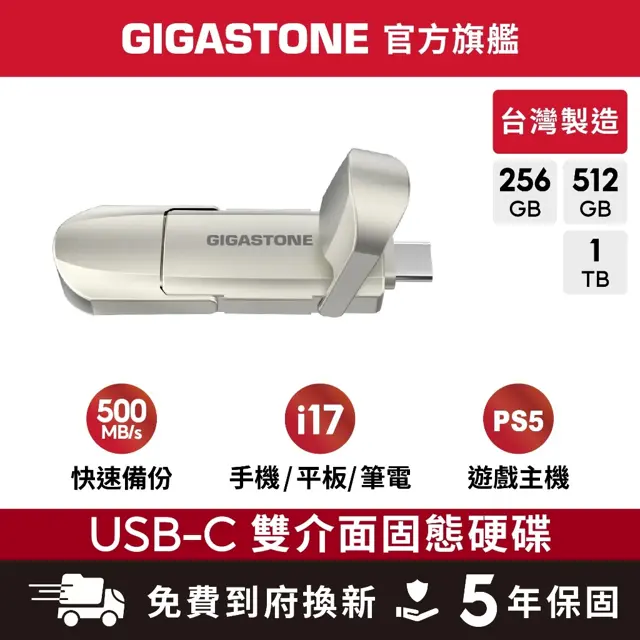 GIGASTONE 官方旗艦
台灣製造
256 GB
512 GB
1 TB
GIGASTONE
500 MB/s
快速備份
i17
手機/平板/筆電
PS5
遊戲主機
USB-C 雙介面固態硬碟
免費到府換新
5年保固